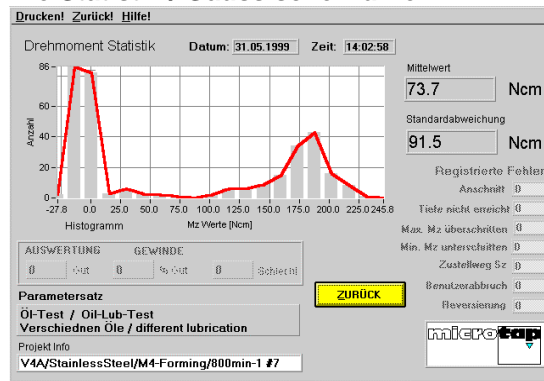 Drucken! Zurück! Hilfe!
Drehmoment Statistik Datum: 31.05.1999 Zeit: 14:02:58
Mittelwert
73.7 Ncm
Standardabweichung
91.5 Ncm
Anzahl
86
60
40
20
0
-27.8 0.0 25.0 50.0 75.0 100.0 125.0 150.0 175.0 200.0 225.0 245.8
Histogramm Mz Werte [Ncm]
Registrierte Fehler
Anschnitt 0
Tiefe nicht erreicht 0
Max. Mz überschritten 0
Min. Mz unterschritten 0
Zustellweg Sz 0
Benutzerabbruch 0
Reversierung 0
AUSWERTUNG GEWINDE
0 Gut 0 % Gut 0 Schlecht
ZURÜCK
Parametersatz
Öl-Test / Oil-Lub-Test
Verschiednen Öle / different lubrication
Projekt Info
V4A/StainlessSteel/M4-Forming/800min-1 #7
microtap